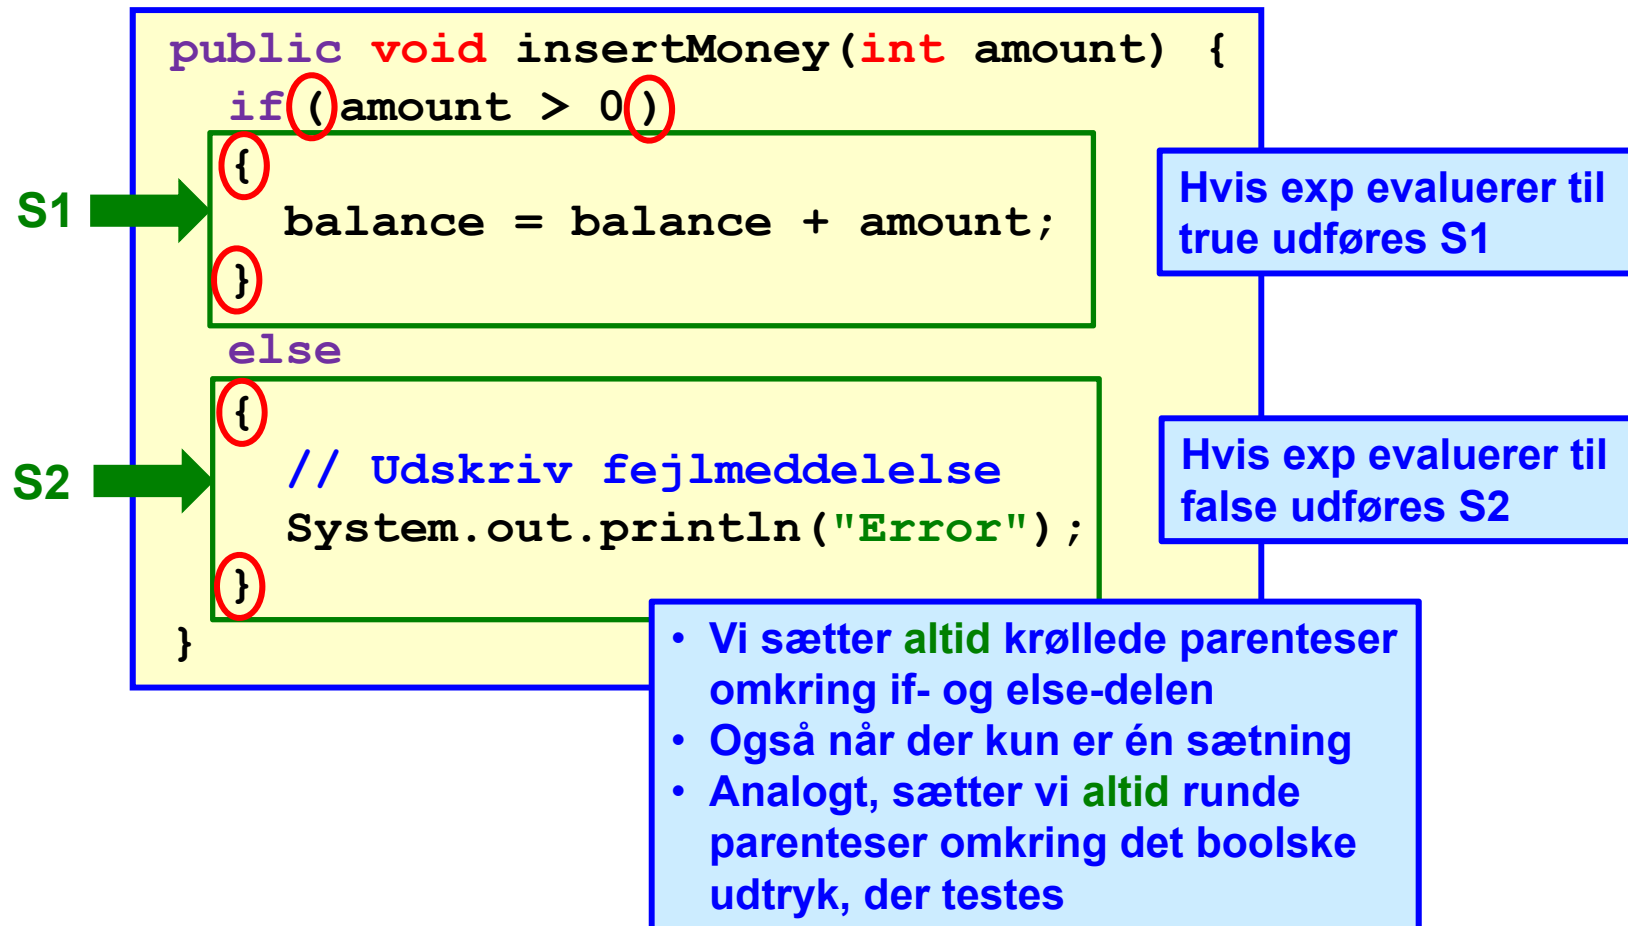 public void insertMoney(int amount) {
if(amount > 0)
{
balance = balance + amount;
}
else
{
// Udskriv fejlmeddelelse
System.out.println("Error");
}
}
S1
S2
Hvis exp evaluerer til
true udføres S1
Hvis exp evaluerer til
false udføres S2
• Vi sætter altid krøllede parenteser
omkring if- og else-delen
• Også når der kun er én sætning
• Analogt, sætter vi altid runde
parenteser omkring det boolske
udtryk, der testes